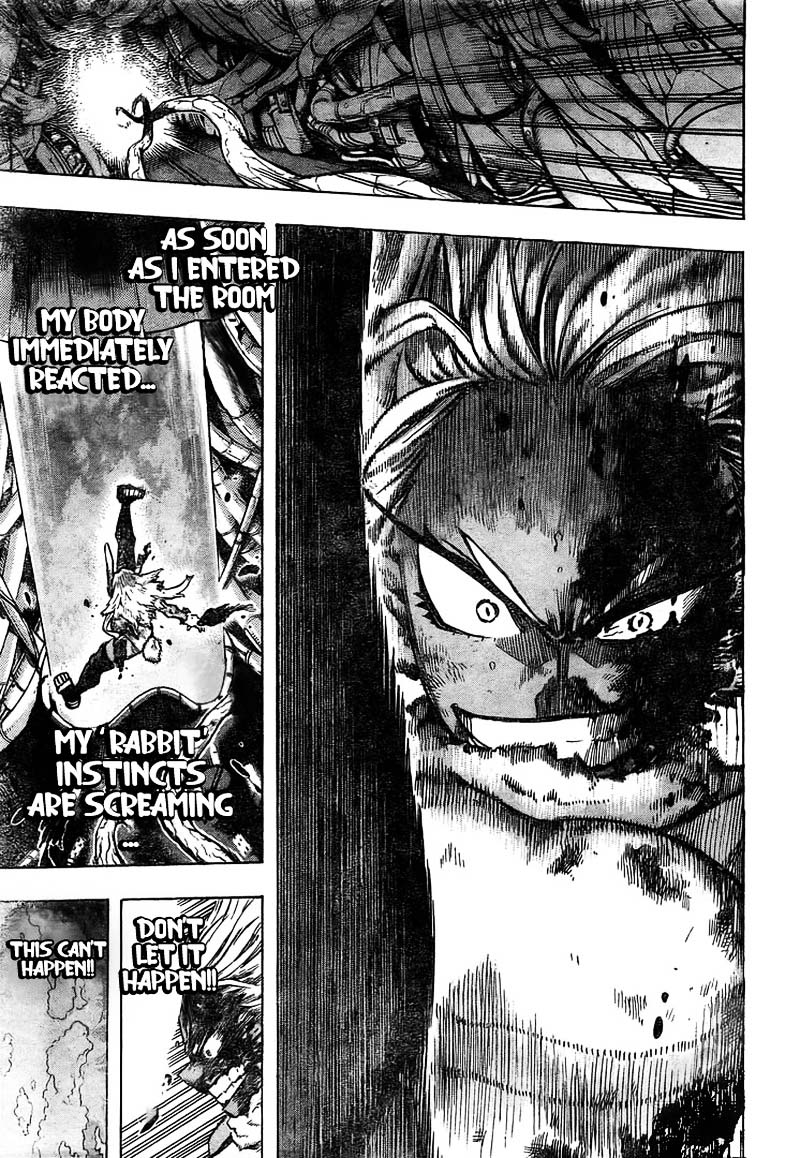 AS SOON
AS I ENTERED
THE ROOM
MY BODY
IMMEDIATELY
REACTED...
MY 'RABBIT'
INSTINCTS
ARE SCREAMING
...
DON'T
LET IT
HAPPEN!!
THIS CAN'T
HAPPEN!!